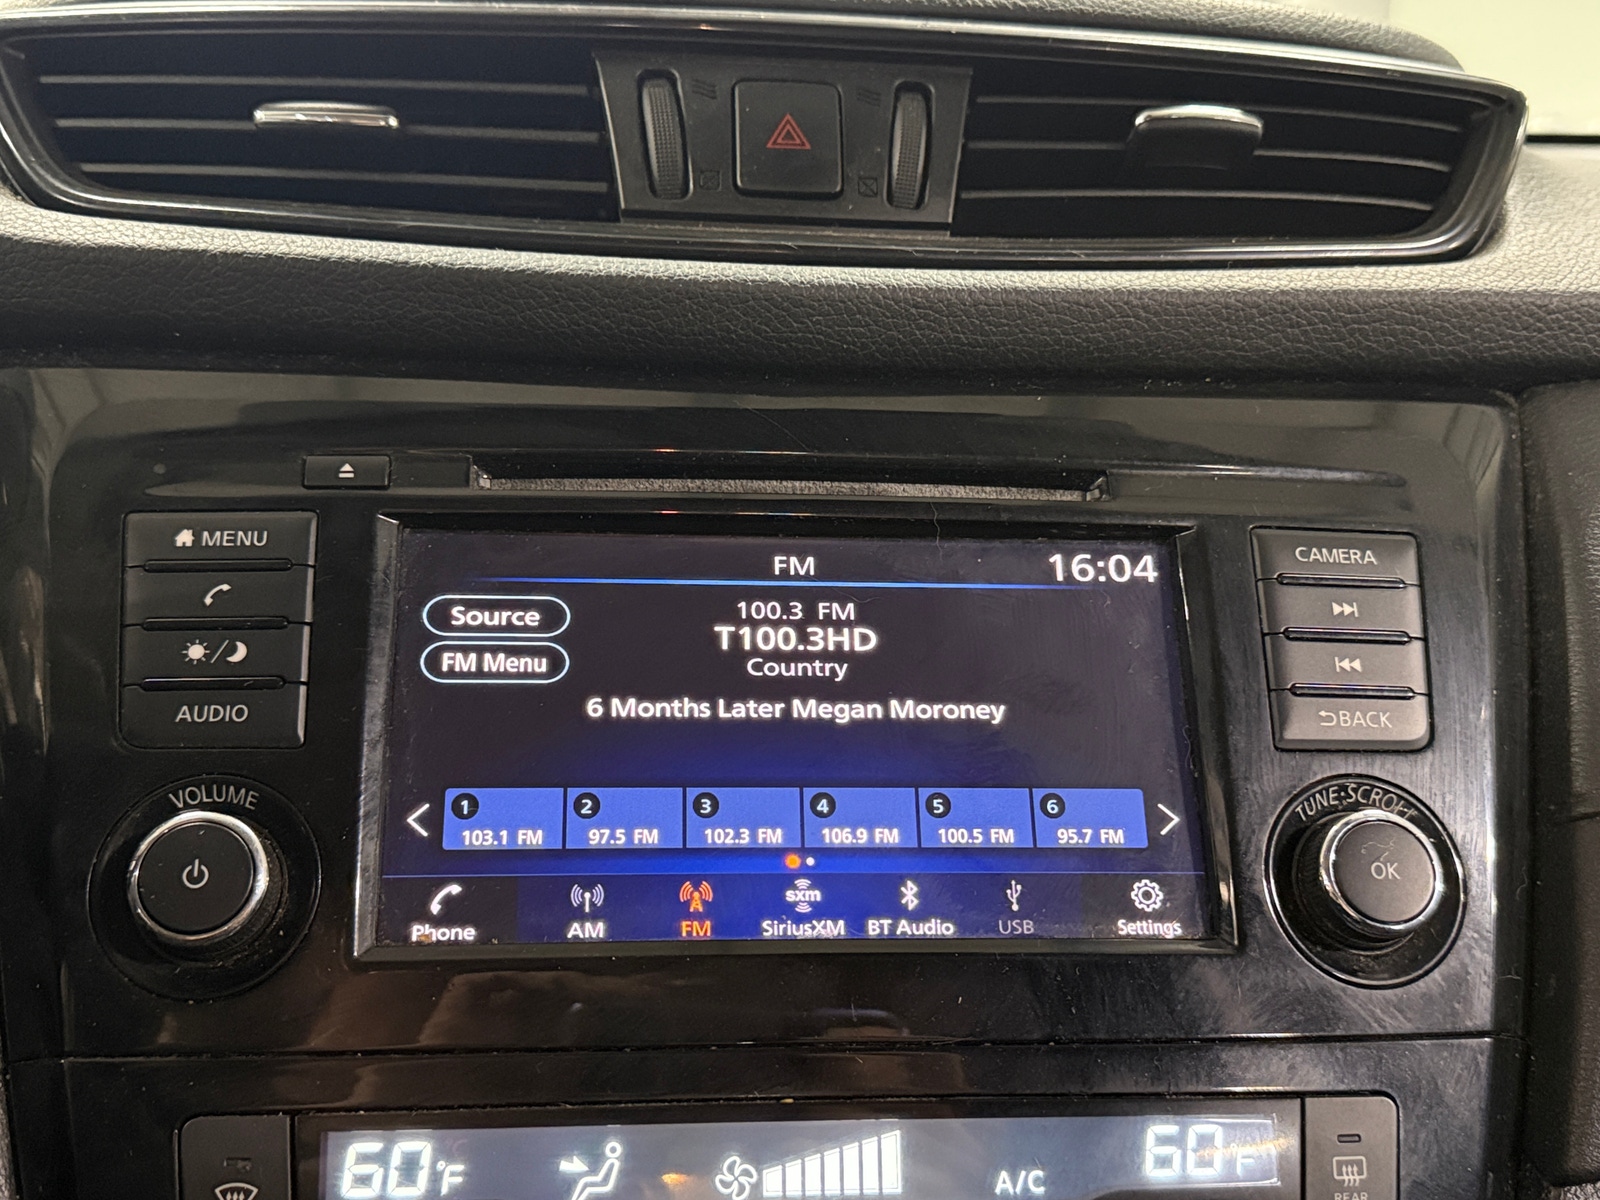 MENU
AUDIO
VOLUME
CAMERA
BACK
TUNE·SCROLL
OK
FM 16:04
Source
FM Menu
100.3 FM
T100.3HD
Country
6 Months Later Megan Moroney
1 2 3 4 5 6
103.1 FM 97.5 FM 102.3 FM 106.9 FM 100.5 FM 95.7 FM
Phone AM FM sxm SiriusXM BT Audio USB Settings
60°F A/C 60°F
REAR